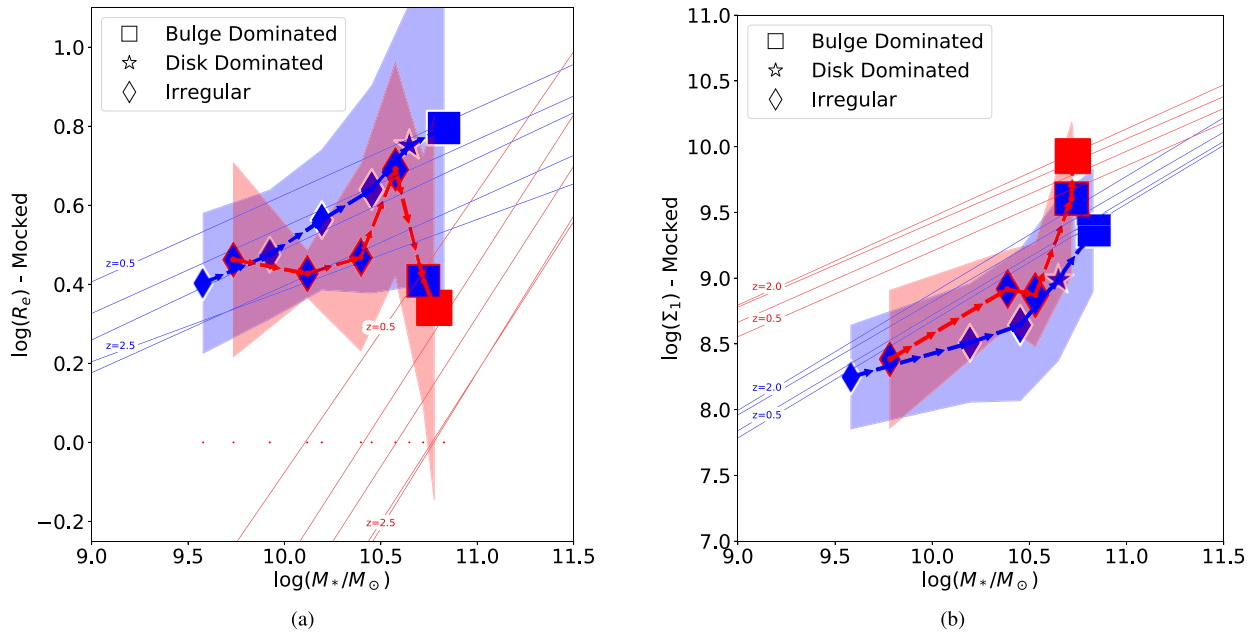 Bulge Dominated
Disk Dominated
Irregular
1.0
0.8
0.6
0.4
0.2
0.0
−0.2
log(R_e) - Mocked
z=0.5
z=2.5
z=0.5
z=2.5
9.0 9.5 10.0 10.5 11.0 11.5
log(M_*/M_⊙)
(a)
Bulge Dominated
Disk Dominated
Irregular
11.0
10.5
10.0
9.5
9.0
8.5
8.0
7.5
7.0
log(Σ_1) - Mocked
z=2.0
z=0.5
z=2.0
z=0.5
9.0 9.5 10.0 10.5 11.0 11.5
log(M_*/M_⊙)
(b)